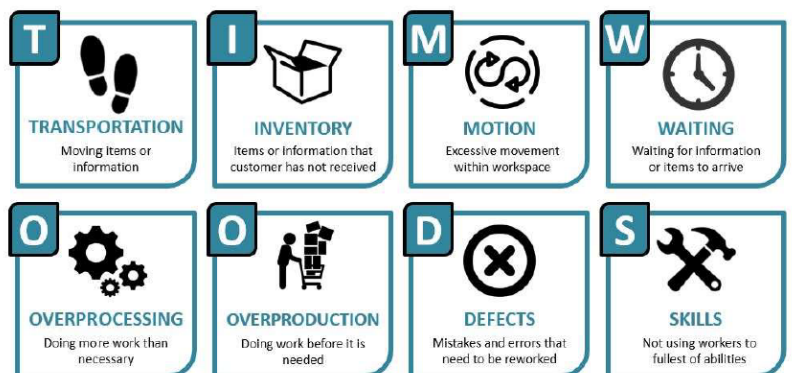 T
TRANSPORTATION
Moving items or
information
I
INVENTORY
Items or information that
customer has not received
M
MOTION
Excessive movement
within workspace
W
WAITING
Waiting for information
or items to arrive
O
OVERPROCESSING
Doing more work than
necessary
O
OVERPRODUCTION
Doing work before it is
needed
D
DEFECTS
Mistakes and errors that
need to be reworked
S
SKILLS
Not using workers to
fullest of abilities